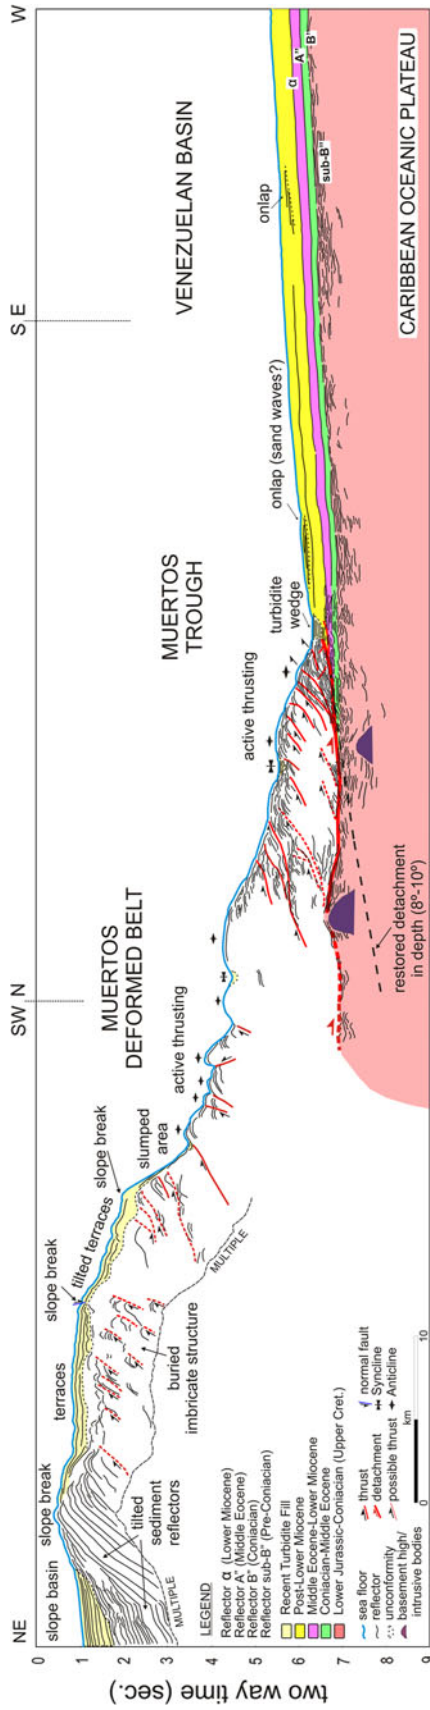 NE
SW N
S E
W
slope basin
slope break
terraces
slope break
tilted terraces
slope break
slumped
area
active thrusting
MUERTOS
DEFORMED BELT
active thrusting
MUERTOS
TROUGH
turbidite
wedge
onlap (sand waves?)
VENEZUELAN BASIN
onlap
α
A"
B"
sub-B"
CARIBBEAN OCEANIC PLATEAU
restored detachment
in depth (8º-10º)
tilted
sediment
reflectors
buried
imbricate structure
MULTIPLE
MULTIPLE
two way time (sec.)
0
1
2
3
4
5
6
7
8
9
LEGEND
Reflector α (Lower Miocene)
Reflector A" (Middle Eocene)
Reflector B" (Coniacian)
Reflector sub-B" (Pre-Coniacian)
Recent Turbidite Fill
Post-Lower Miocene
Middle Eocene-Lower Miocene
Coniacian-Middle Eocene
Lower Jurassic-Coniacian (Upper Cret.)
sea floor
reflector
unconformity
basement high/
intrusive bodies
thrust
detachment
possible thrust
normal fault
Syncline
Anticline
0
km
10